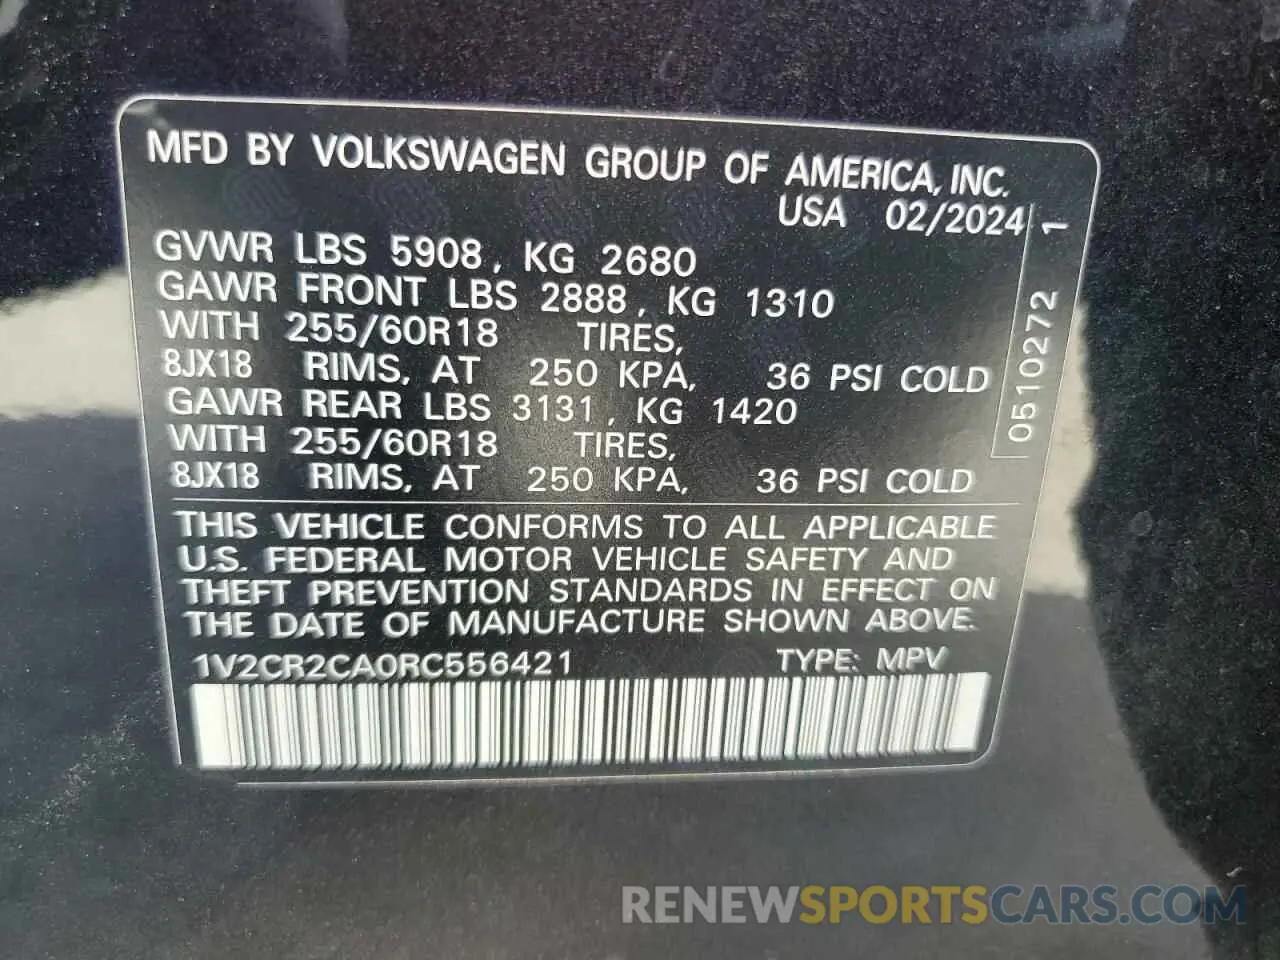 MFD BY VOLKSWAGEN GROUP OF AMERICA, INC.
USA 02/2024
GVWR LBS 5908, KG 2680
GAWR FRONT LBS 2888, KG 1310
WITH 255/60R18 TIRES,
8JX18 RIMS, AT 250 KPA, 36 PSI COLD
GAWR REAR LBS 3131, KG 1420
WITH 255/60R18 TIRES,
8JX18 RIMS, AT 250 KPA, 36 PSI COLD
0510272 1
THIS VEHICLE CONFORMS TO ALL APPLICABLE
U.S. FEDERAL MOTOR VEHICLE SAFETY AND
THEFT PREVENTION STANDARDS IN EFFECT ON
THE DATE OF MANUFACTURE SHOWN ABOVE.
1V2CR2CA0RC556421 TYPE: MPV
RENEWSPORTSCARS.COM